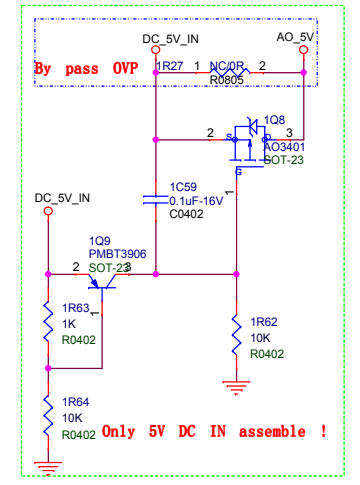 DC_5V_IN
AO_5V
By pass OVP
1R27
1
NC/0R
2
R0805
1Q8
2
S
D
3
AO3401
SOT-23
G
1
1C59
0.1uF-16V
C0402
DC_5V_IN
1Q9
PMBT3906
SOT-23
2
3
1
1R63
1K
R0402
1R62
10K
R0402
1R64
10K
R0402
Only 5V DC IN assemble !